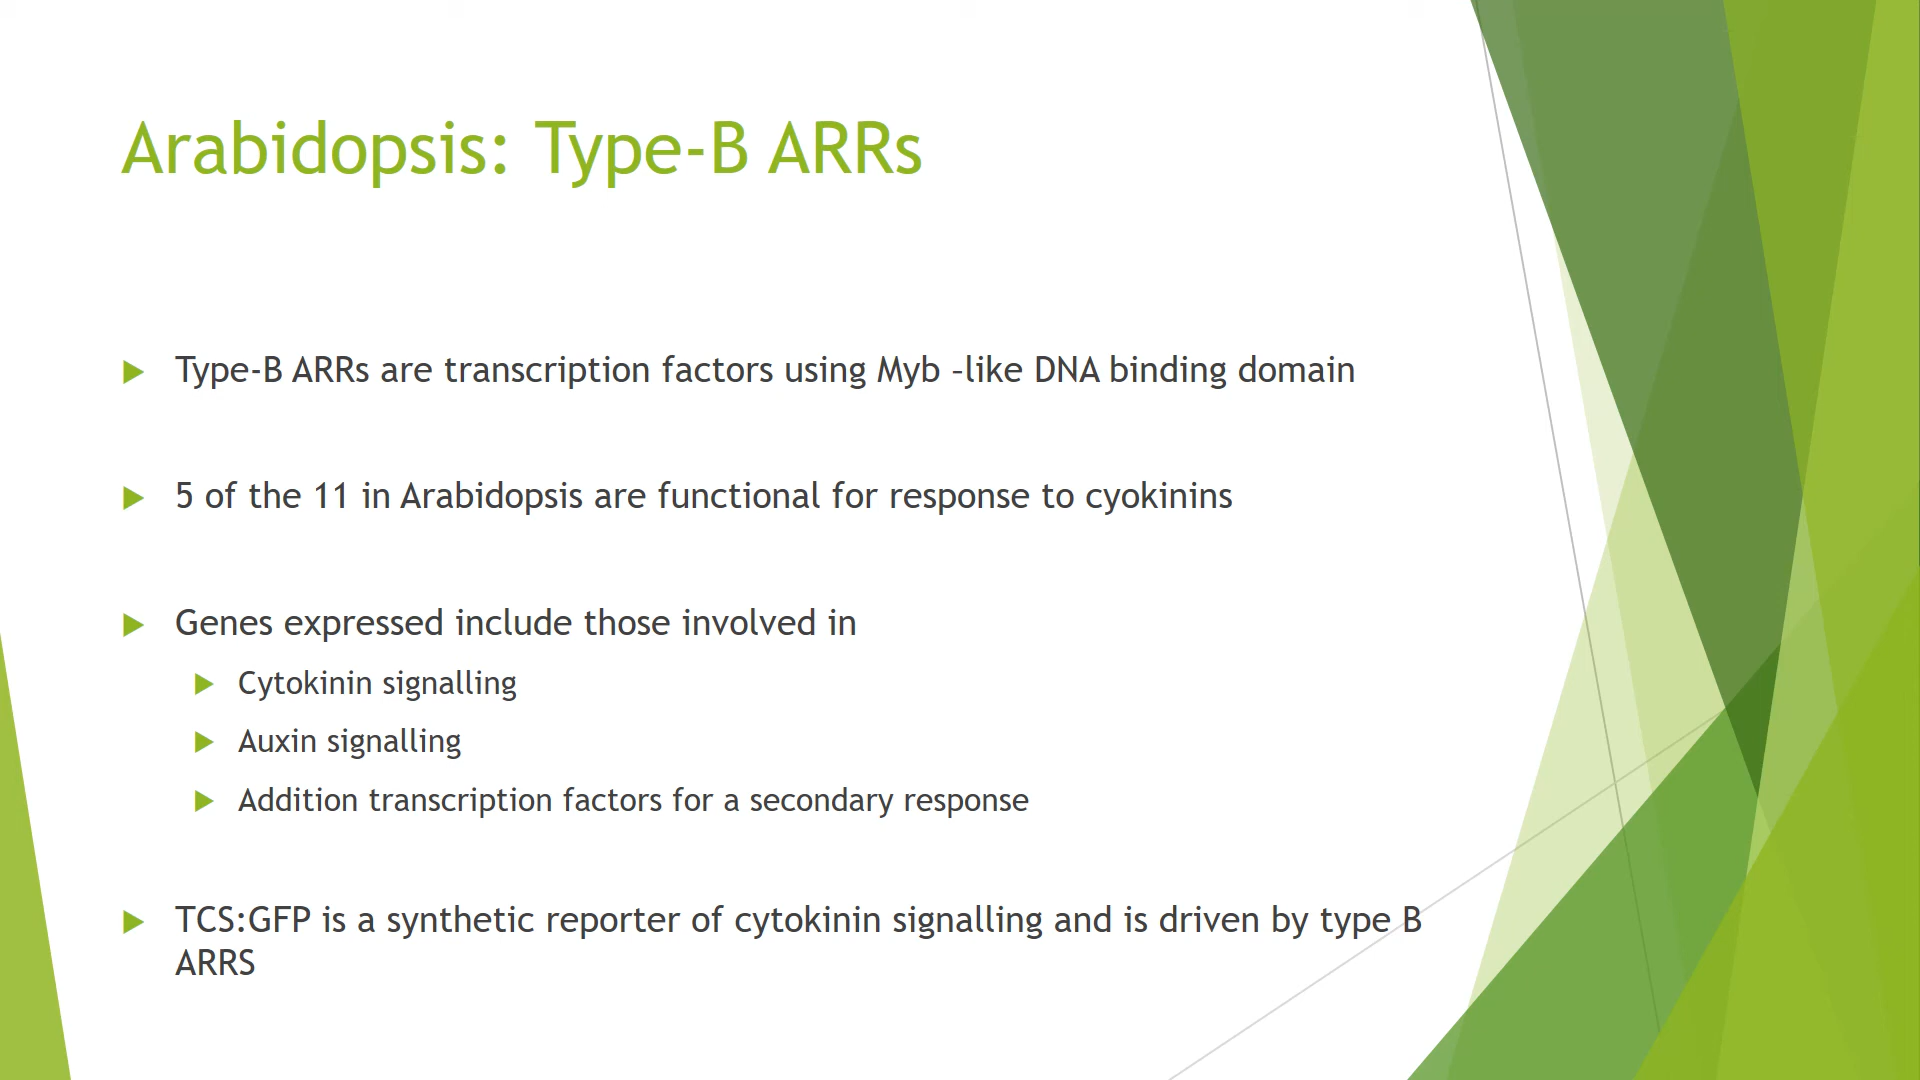 Arabidopsis: Type-B ARRs
Type-B ARRs are transcription factors using Myb –like DNA binding domain
5 of the 11 in Arabidopsis are functional for response to cyokinins
Genes expressed include those involved in
Cytokinin signalling
Auxin signalling
Addition transcription factors for a secondary response
TCS:GFP is a synthetic reporter of cytokinin signalling and is driven by type B
ARRS